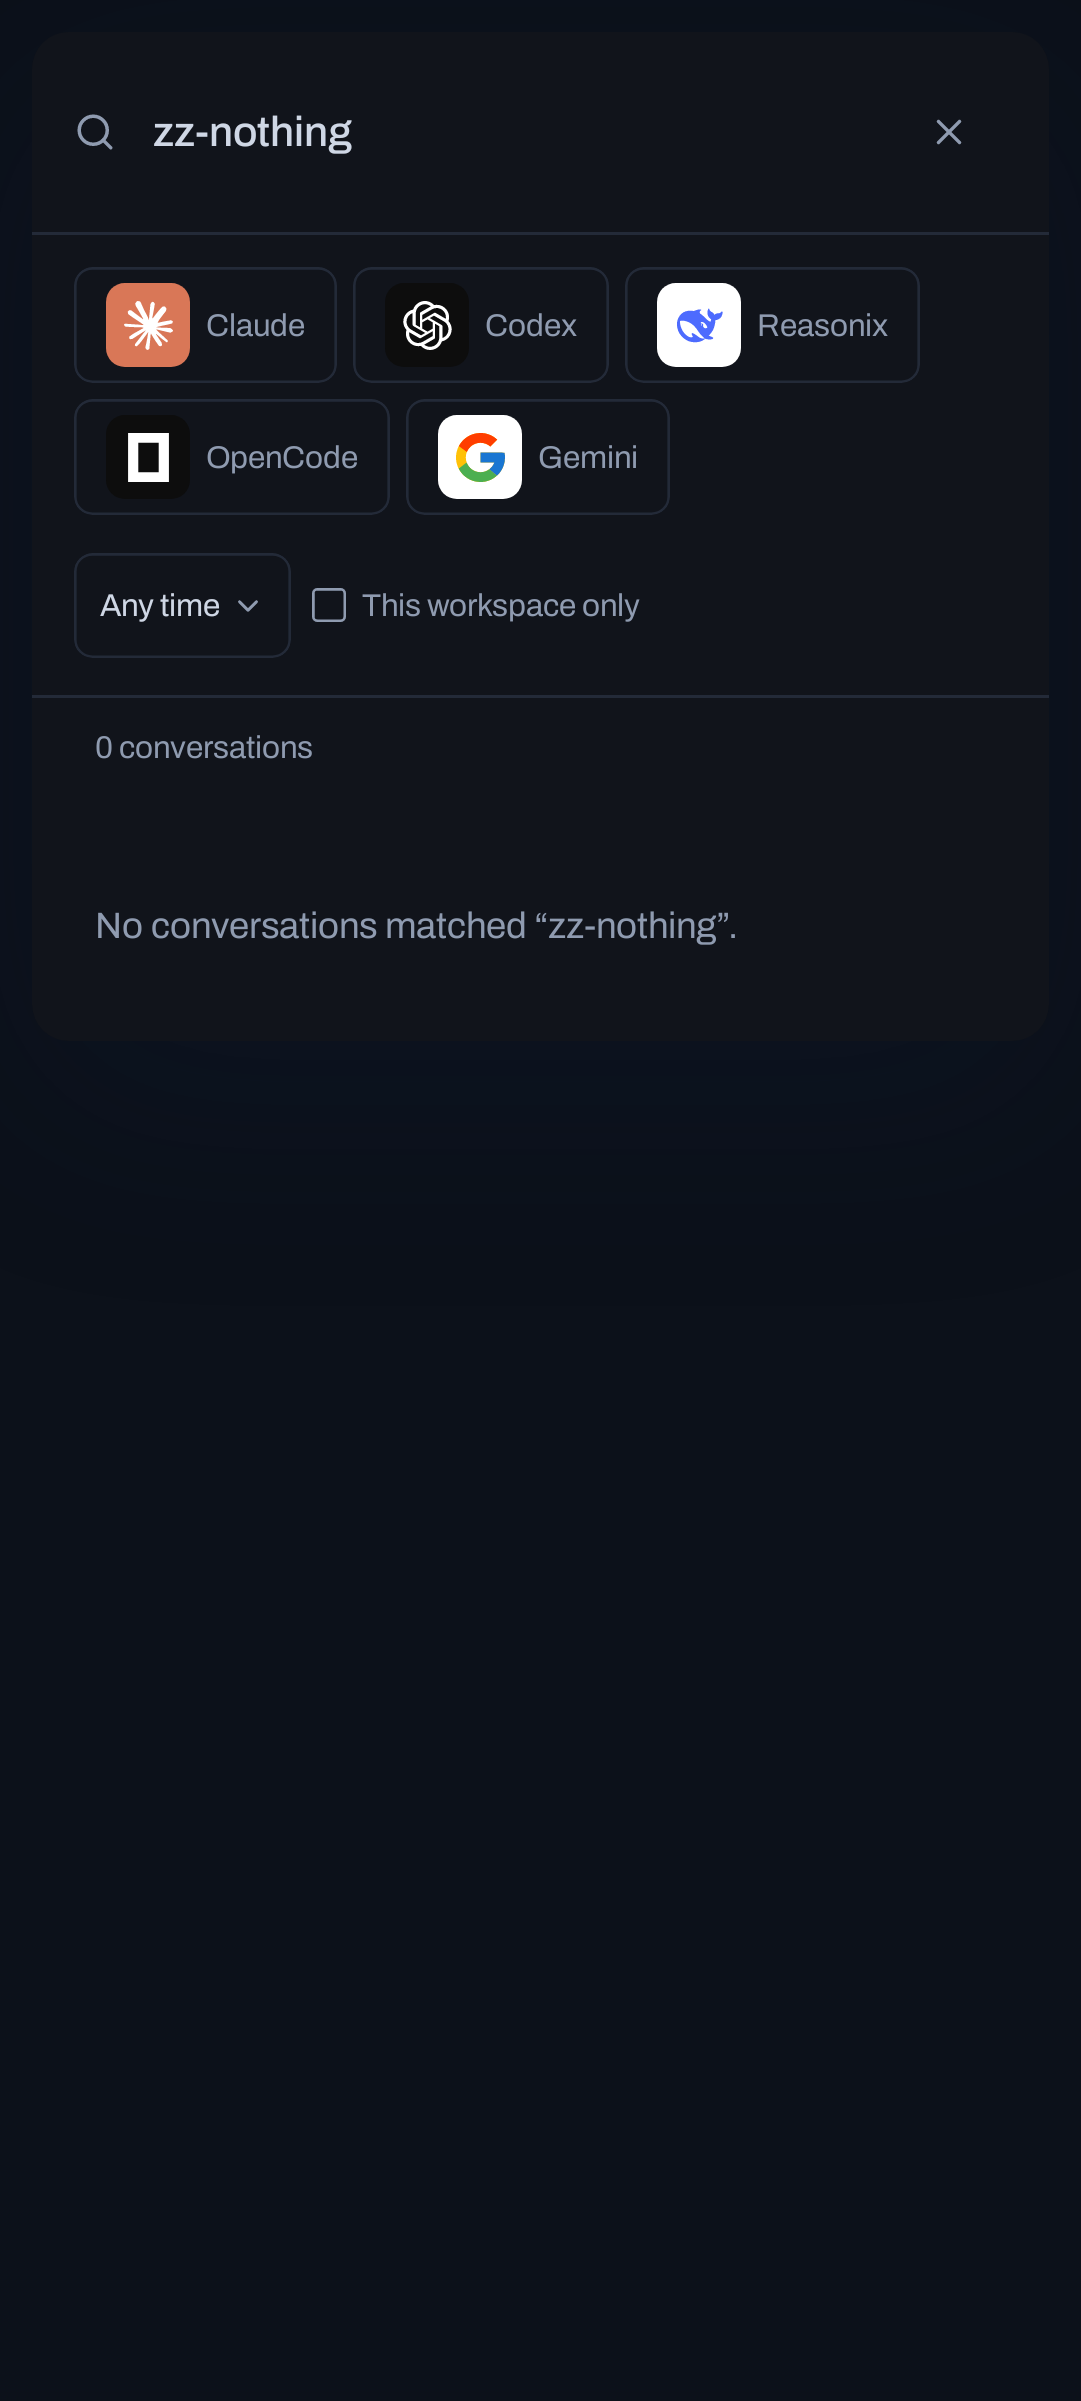 zz-nothing
Claude Codex Reasonix
OpenCode Gemini
Any time This workspace only
0 conversations
No conversations matched “zz-nothing”.